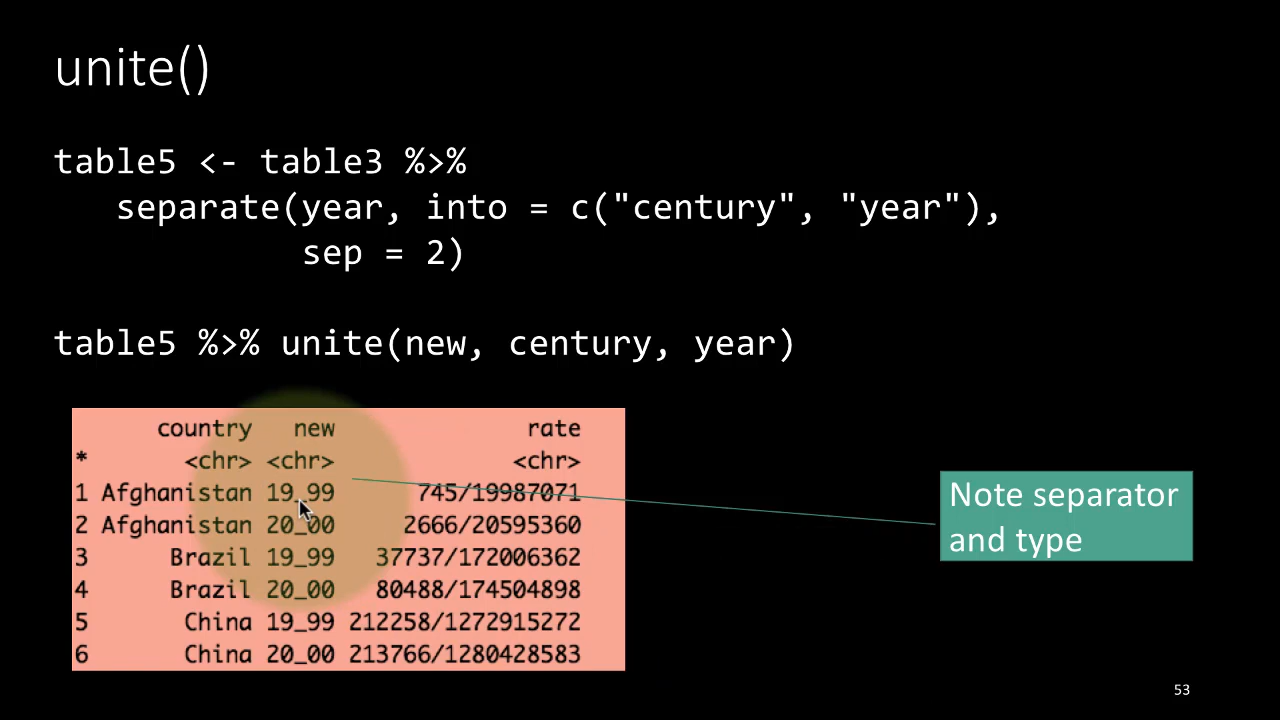 unite()
table5 <- table3 %>%
separate(year, into = c("century", "year"),
sep = 2)
table5 %>% unite(new, century, year)
country new rate
* <chr> <chr> <chr>
1 Afghanistan 19_99 745/19987071
2 Afghanistan 20_00 2666/20595360
3 Brazil 19_99 37737/172006362
4 Brazil 20_00 80488/174504898
5 China 19_99 212258/1272915272
6 China 20_00 213766/1280428583
Note separator
and type
53